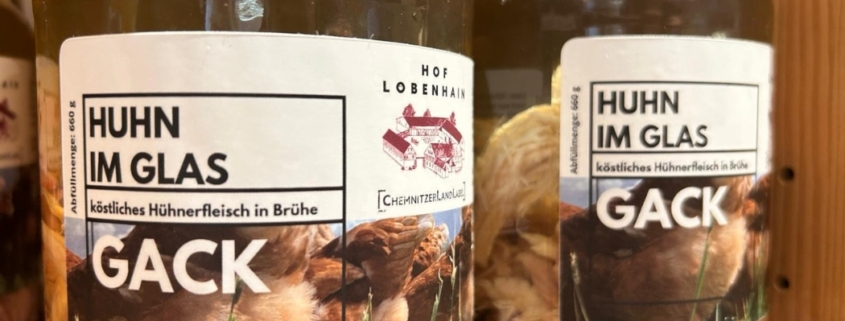 Abfüllmenge: 660 g
HUHN
IM GLAS
köstliches Hühnerfleisch in Brühe
GACK
HOF
LOBENHAIN
[CHEMNITZERLANDLABEL]
Abfüllmenge: 660 g
HUHN
IM GLAS
köstliches Hühnerfleisch in Brühe
GACK